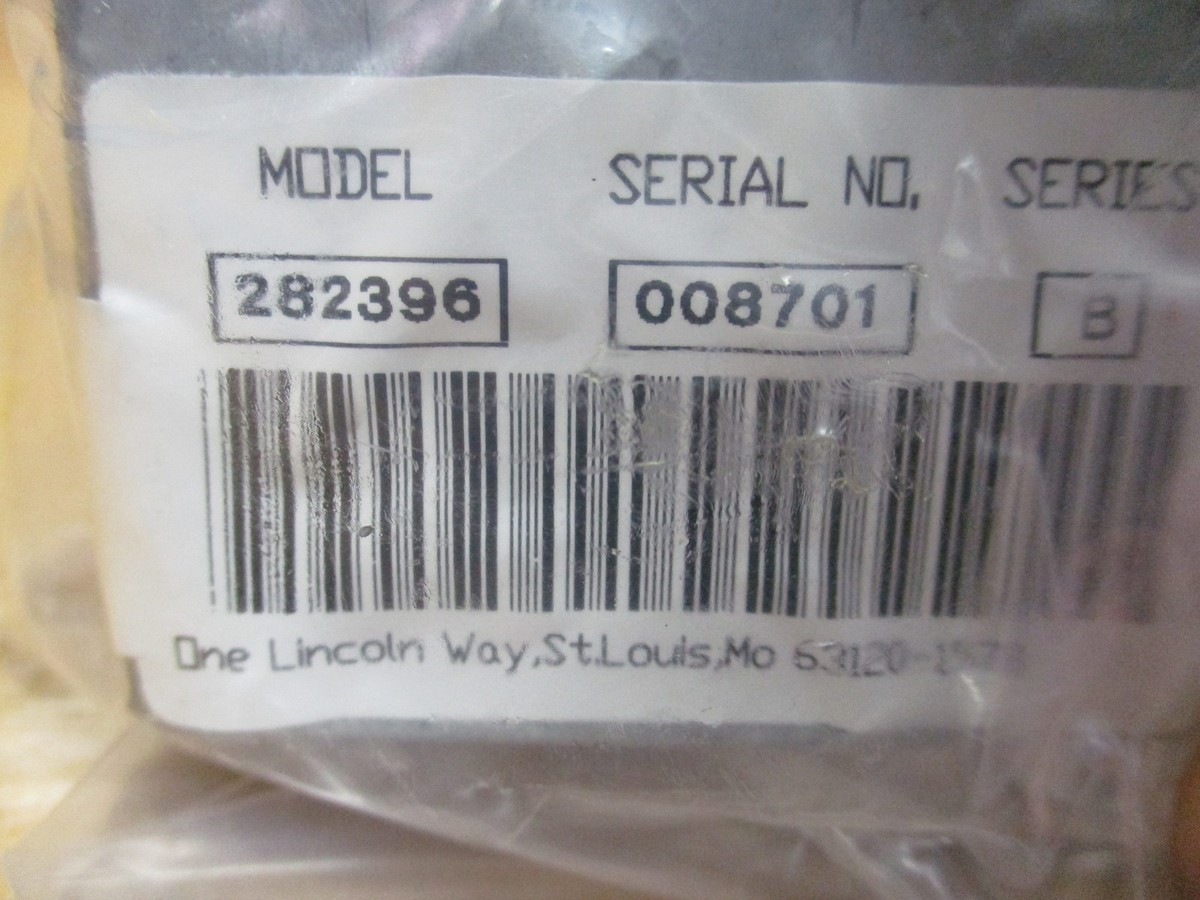 MODEL SERIAL NO. SERIES
282396 008701 B
One Lincoln Way,St.Louis,Mo 63120-1578